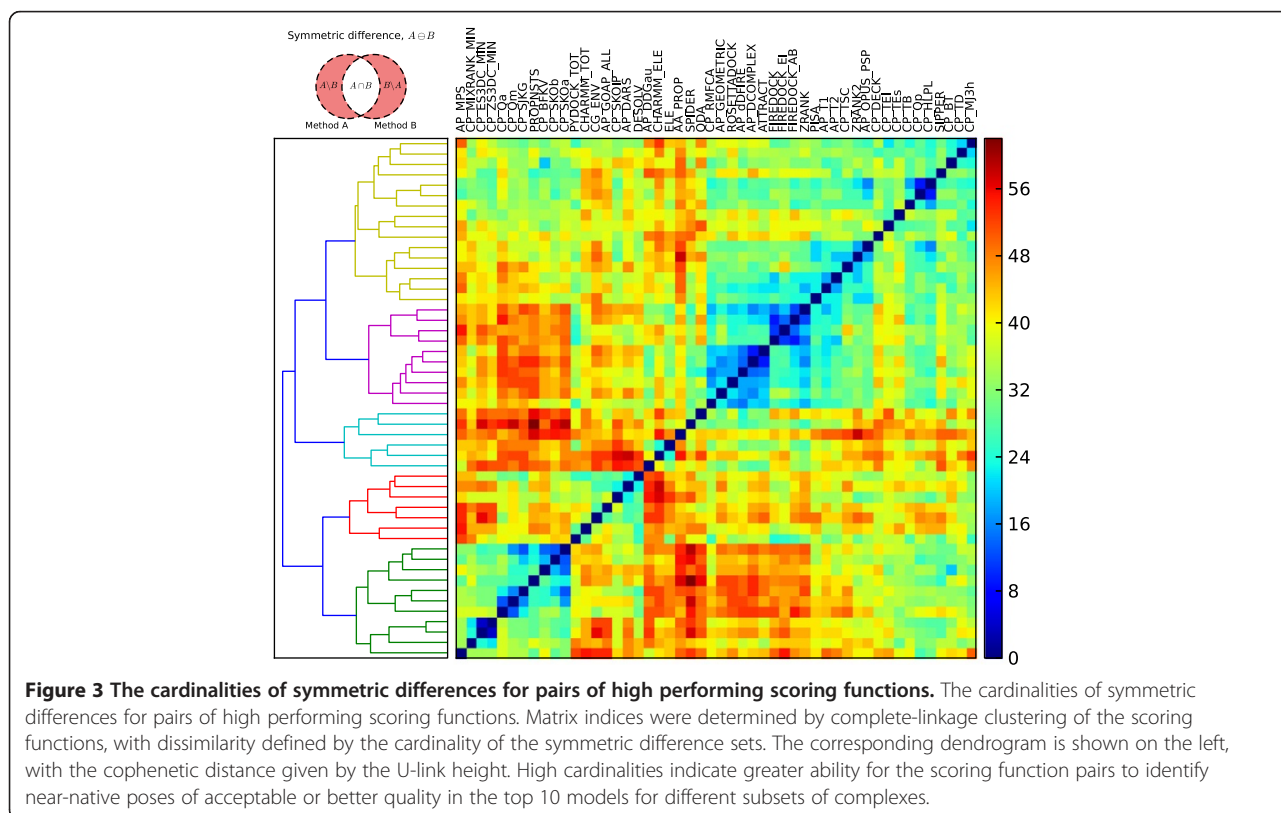 Symmetric difference, A ⊖ B
A\B
A ∩ B
B\A
Method A
Method B
AP_MPS
CP_MIXRANK_MIN
CP_ES3DC_MIN
CP_ZS3DC_MIN
CP_Qa
CP_Qm
CP_SJKG
PROPNSTS
CP_BFKV
CP_SKOb
CP_SKOa
PYDOCK_TOT
CHARMM_TOT
CG_ENV
AP_GOAP_ALL
CP_SKOIP
AP_DARS
DESOLV
AP_URS
CHARMM_ELE
ELE
AA_PROP
SPIDER
ODA
CP_RMFCA
AP_GEOMETRIC
ROSETTADOCK
AP_dDFIRE
AP_DCOMPLEX
ATTRACT
FIREDOCK
FIREDOCK_EI
FIREDOCK_AB
ZRANK
PISA
AP_T1
AP_T2
CP_TSC
ZRANK2
AP_OPUS_PSP
CP_DECK
CP_TEl
CP_TEs
CP_TB
CP_Qp
CP_HLPL
SIPPER
CP_BT
CP_TD
CP_MJ3h
56
48
40
32
24
16
8
0
Figure 3 The cardinalities of symmetric differences for pairs of high performing scoring functions. The cardinalities of symmetric
differences for pairs of high performing scoring functions. Matrix indices were determined by complete-linkage clustering of the scoring
functions, with dissimilarity defined by the cardinality of the symmetric difference sets. The corresponding dendrogram is shown on the left,
with the cophenetic distance given by the U-link height. High cardinalities indicate greater ability for the scoring function pairs to identify
near-native poses of acceptable or better quality in the top 10 models for different subsets of complexes.